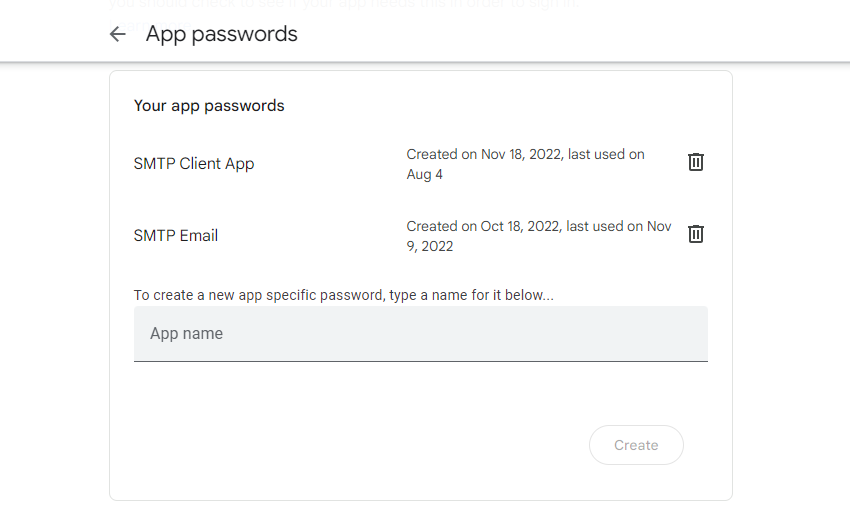 you should check to see if your app needs this in order to sign in.
App passwords
Your app passwords
SMTP Client App
Created on Nov 18, 2022, last used on
Aug 4
SMTP Email
Created on Oct 18, 2022, last used on Nov
9, 2022
To create a new app specific password, type a name for it below...
App name
Create